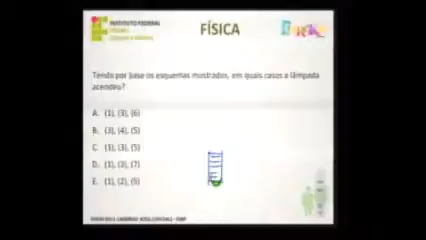 INSTITUTO FEDERAL
FÍSICA
Tendo por base os esquemas mostrados, em quais casos a lâmpada
acendeu?
A. (1), (3), (6)
B. (3), (4), (5)
C. (1), (3), (5)
D. (1), (3), (7)
E. (1), (2), (5)